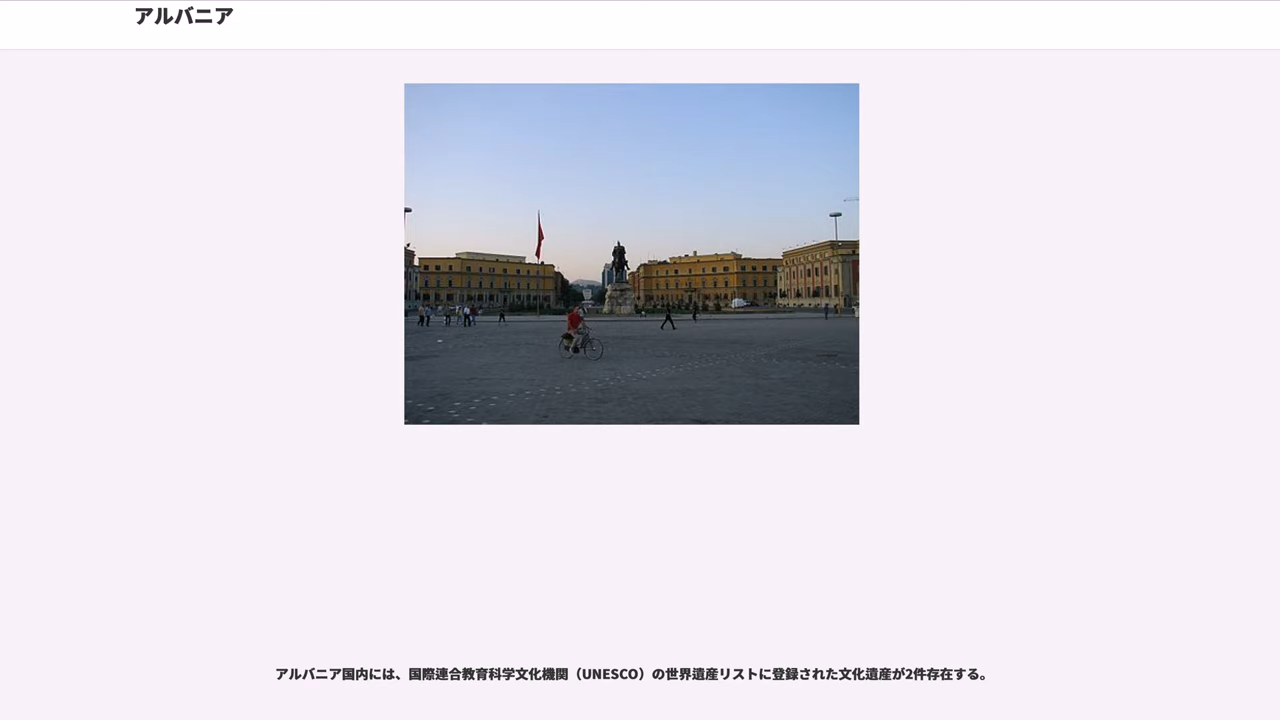 アルバニア
アルバニア国内には、国際連合教育科学文化機関（UNESCO）の世界遺産リストに登録された文化遺産が2件存在する。